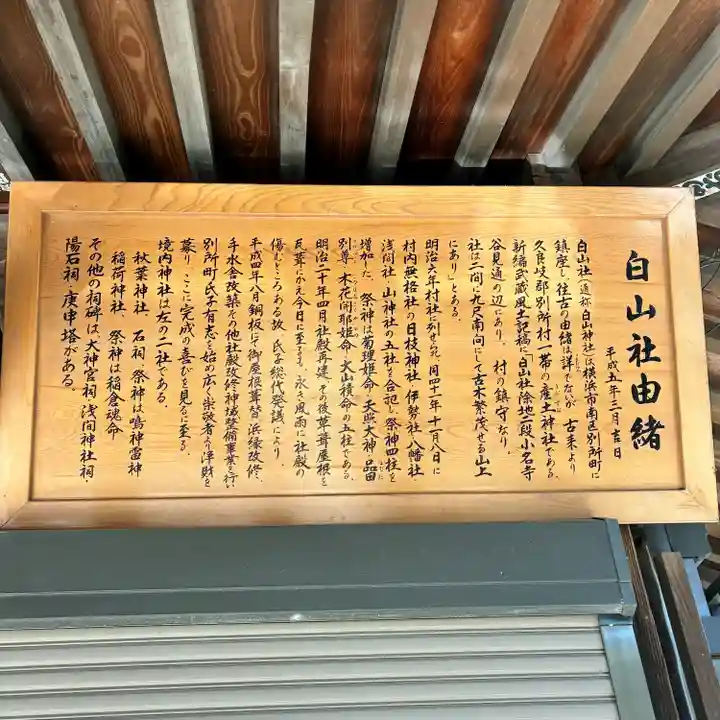 白山社由緒
平成五年三月吉日
白山社(通称白山神社)は横浜市南区別所町に
鎮座し、往古の由緒は詳でないが、古来より
久良岐郡別所村一帯の産土神社である。
新編武蔵風土記稿に「白山社除地二段小名寺
谷見通の辺にあり、村の鎮守なり。
社は二間に九尺南向にして古木繁茂せる山上
にあり」とある。
明治六年村社に列せられ、同四十一年十一月八日に
村内無格社の日枝神社・伊勢社・八幡社・
浅間社・山神社の五社を合祀し、祭神四柱を
増加した。祭神は菊理姫命・天照大神・品田
別尊・木花開耶姫命・大山積命の五柱である。
明治二十年四月社殿再建、その後草葺屋根を
瓦葺にかえ今日に至るも、永き風雨に社殿の
傷むところある故、氏子総代発議により
平成四年八月銅板にて御屋根葺替・浜縁改修、
手水舎改築その他社殿改修神域整備事業を行い
別所町氏子有志を始め広く崇敬者より浄財を
募り、ここに完成の喜びを見るに至る。
境内神社は左の二社である。
秋葉神社 石祠・祭神は鳴神雷神
稲荷神社、祭神は稲倉魂命
その他の祠碑は大神宮祠・浅間神社祠・
陽石祠・庚申塔がある。